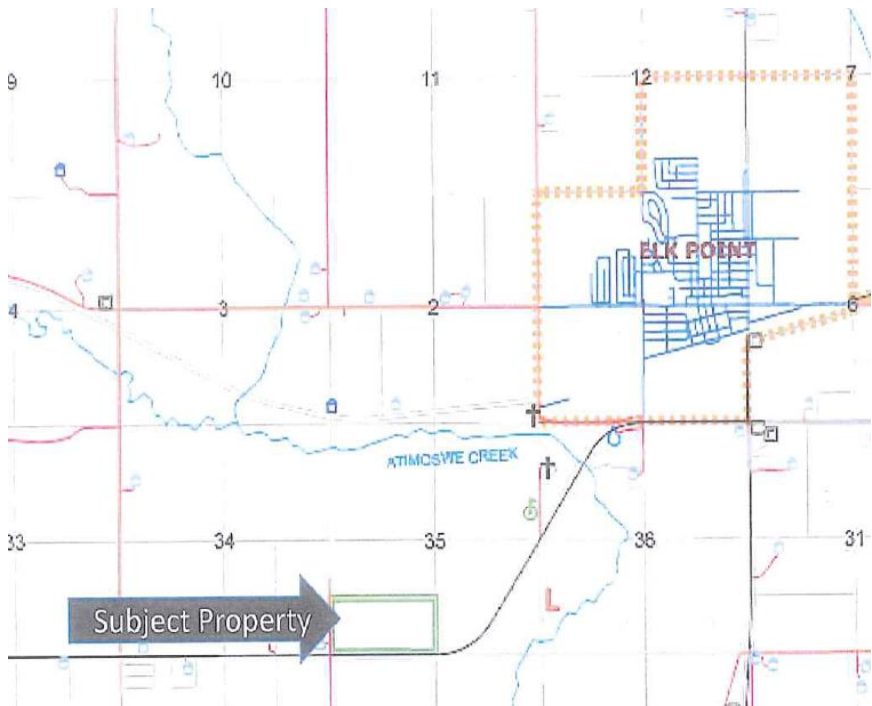 9 10 11 12 7
ELK POINT
4 3 2 6
ATIMOSWE CREEK
33 34 35 36 31
L
Subject Property